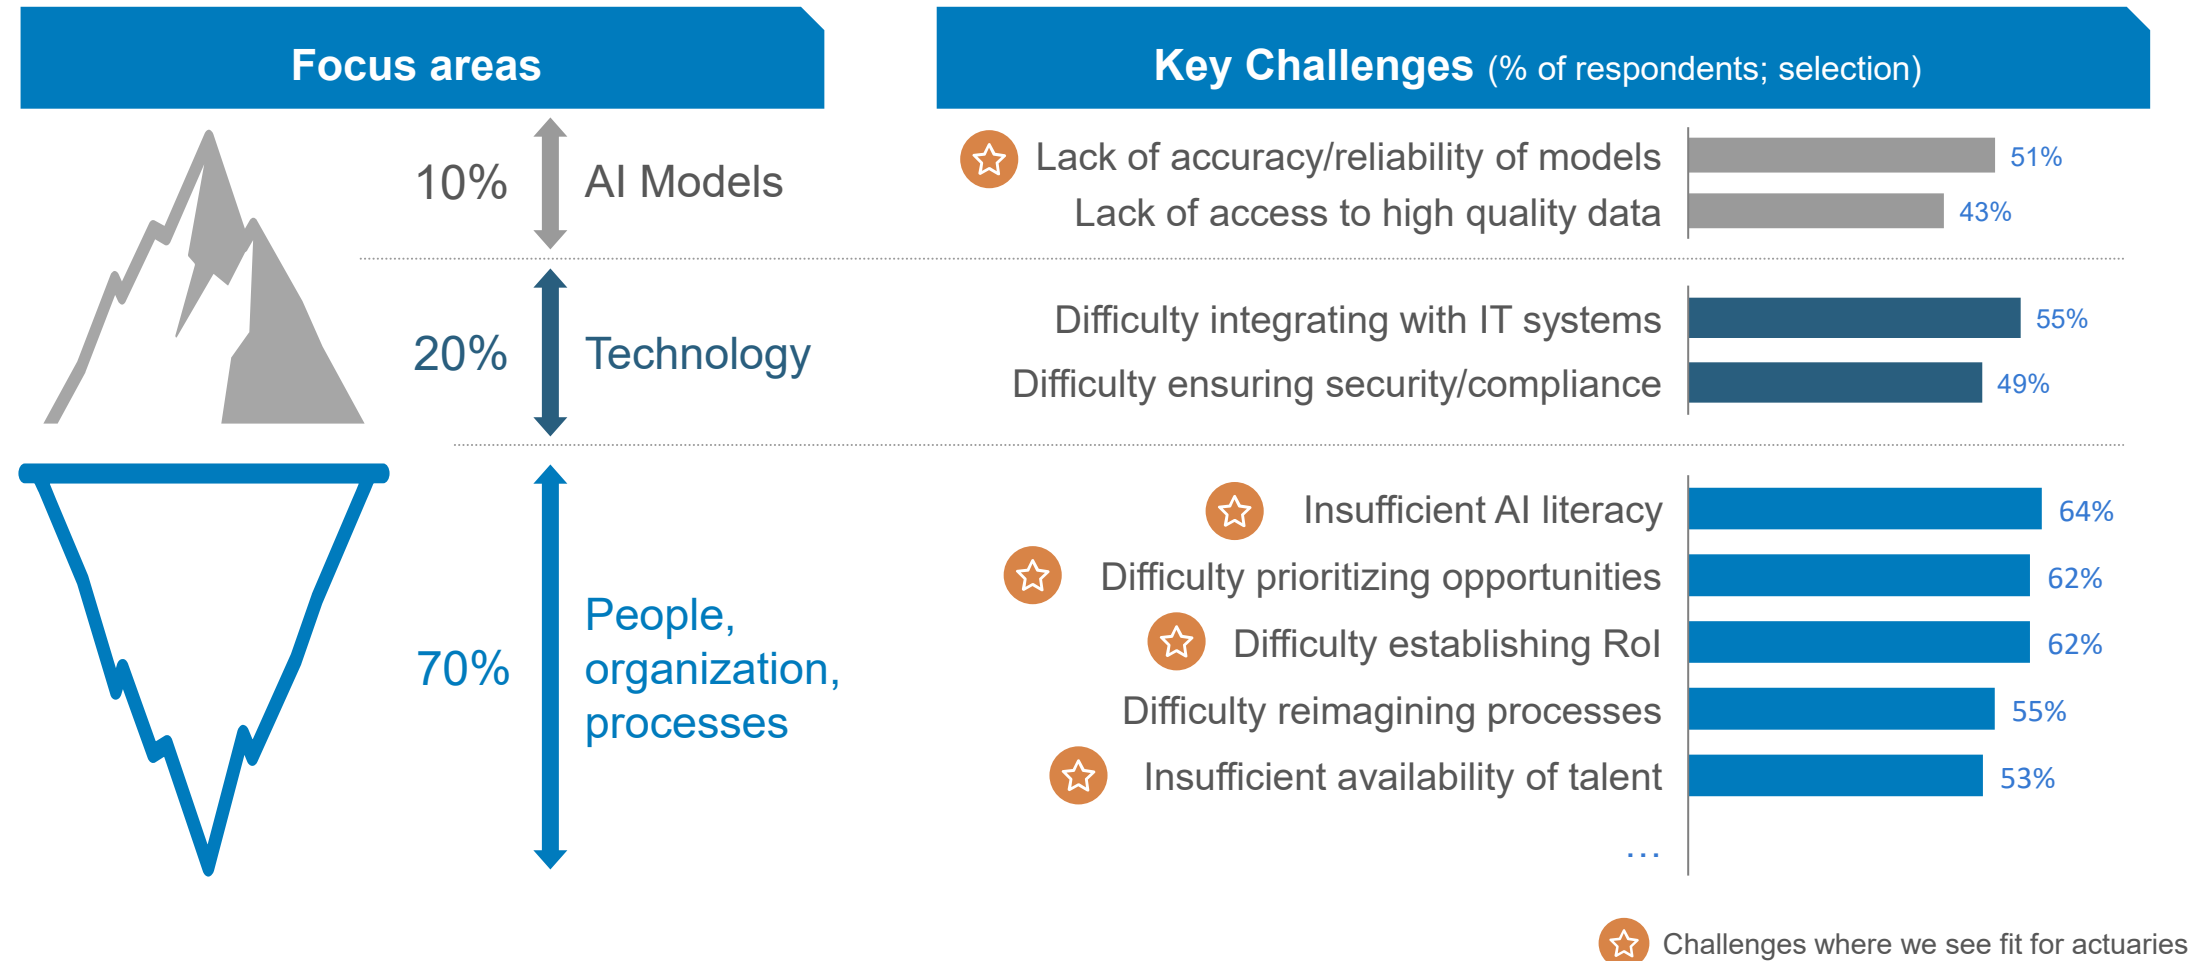 Focus areas
Key Challenges (% of respondents; selection)
10%
AI Models
Lack of accuracy/reliability of models
51%
Lack of access to high quality data
43%
20%
Technology
Difficulty integrating with IT systems
55%
Difficulty ensuring security/compliance
49%
70%
People,
organization,
processes
Insufficient AI literacy
64%
Difficulty prioritizing opportunities
62%
Difficulty establishing RoI
62%
Difficulty reimagining processes
55%
Insufficient availability of talent
53%
...
Challenges where we see fit for actuaries